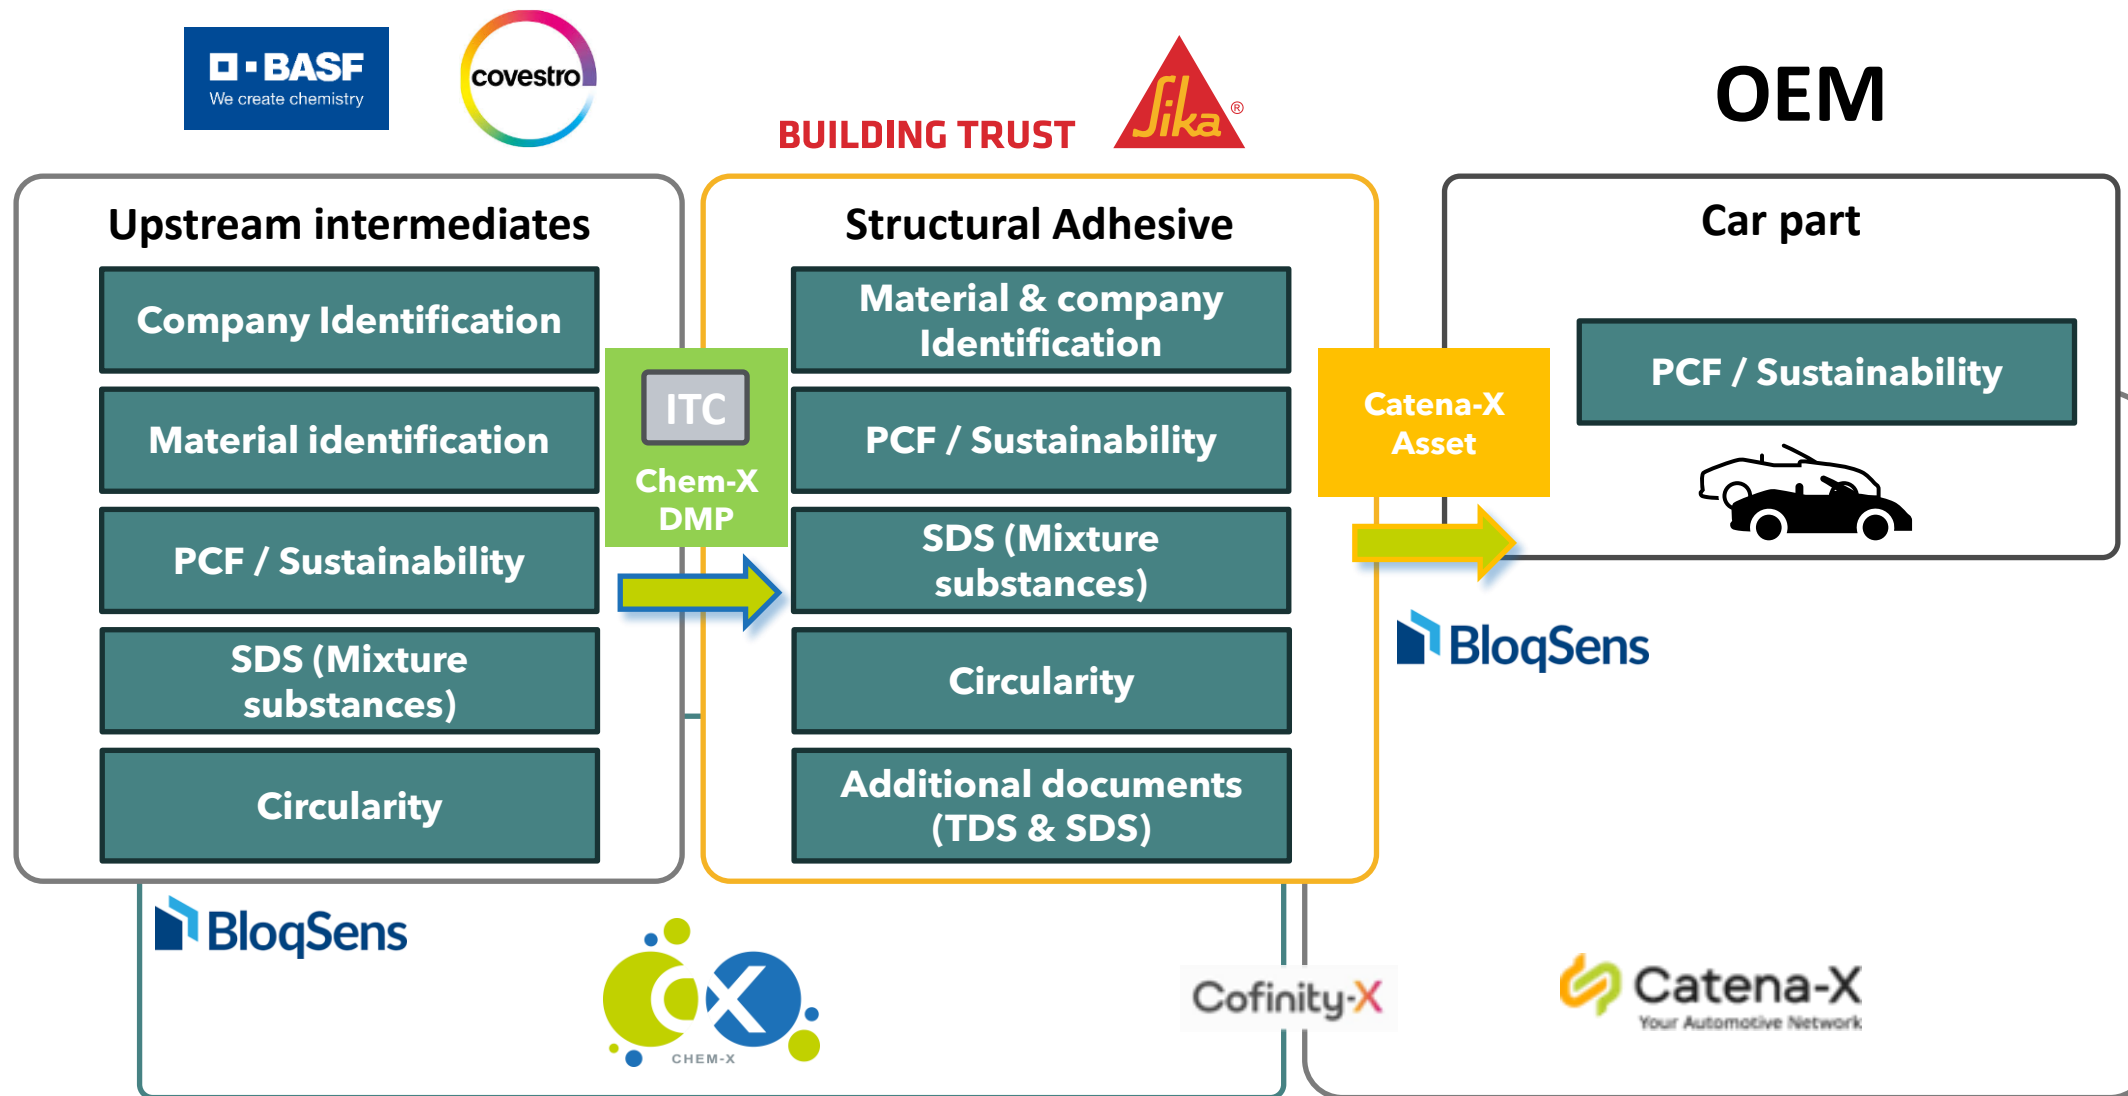 BASF
We create chemistry
covestro
BUILDING TRUST
Sika®
OEM
Upstream intermediates
Company Identification
Material identification
PCF / Sustainability
SDS (Mixture
substances)
Circularity
ITC
Chem-X
DMP
Structural Adhesive
Material & company
Identification
PCF / Sustainability
SDS (Mixture
substances)
Circularity
Additional documents
(TDS & SDS)
Catena-X
Asset
Car part
PCF / Sustainability
BloqSens
BloqSens
CX
CHEM-X
Cofinity-X
Catena-X
Your Automotive Network